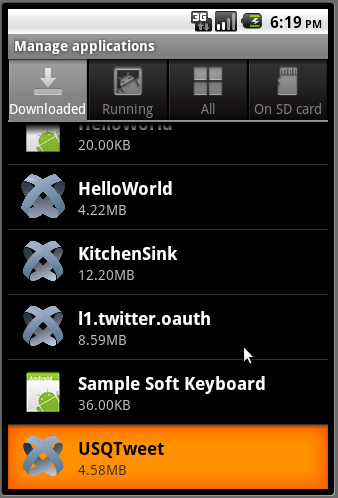 3G 6:19 PM
Manage applications
Downloaded Running All On SD card
HelloWorld
20.00KB
HelloWorld
4.22MB
KitchenSink
12.20MB
l1.twitter.oauth
8.59MB
Android
Sample Soft Keyboard
36.00KB
USQTweet
4.58MB